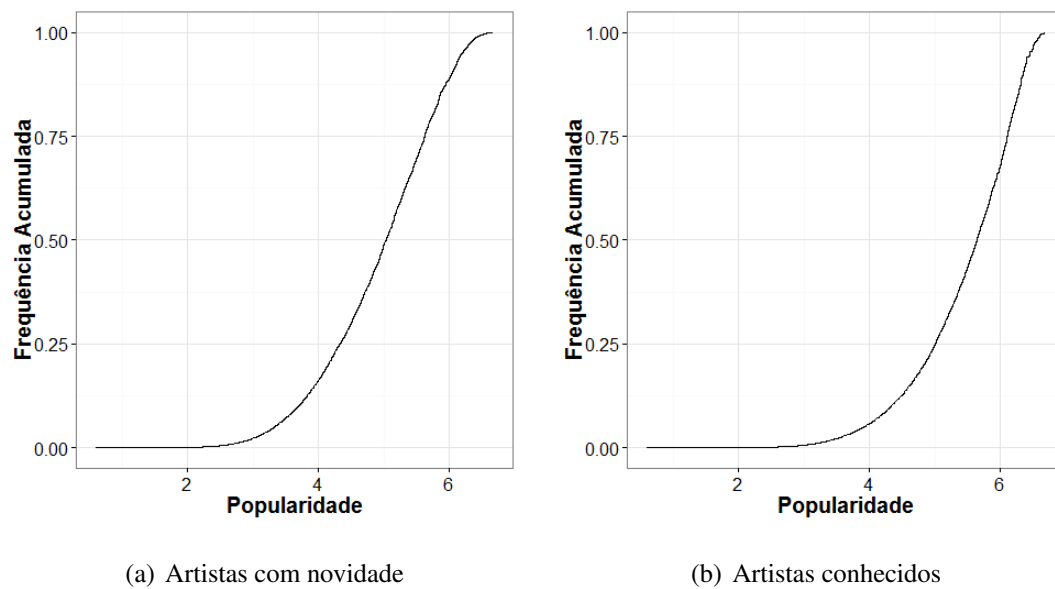 1.00
0.75
0.50
0.25
0.00
Frequência Acumulada
2 4 6
Popularidade
(a) Artistas com novidade
1.00
0.75
0.50
0.25
0.00
Frequência Acumulada
2 4 6
Popularidade
(b) Artistas conhecidos